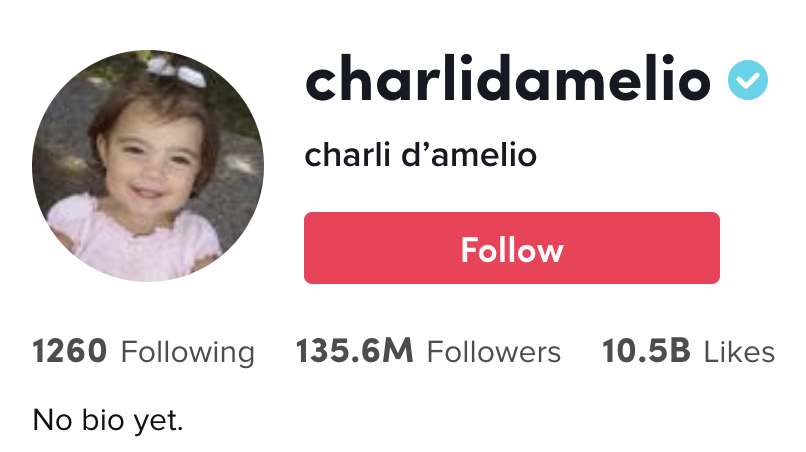 charlidamelio
charli d’amelio
Follow
1260 Following 135.6M Followers 10.5B Likes
No bio yet.